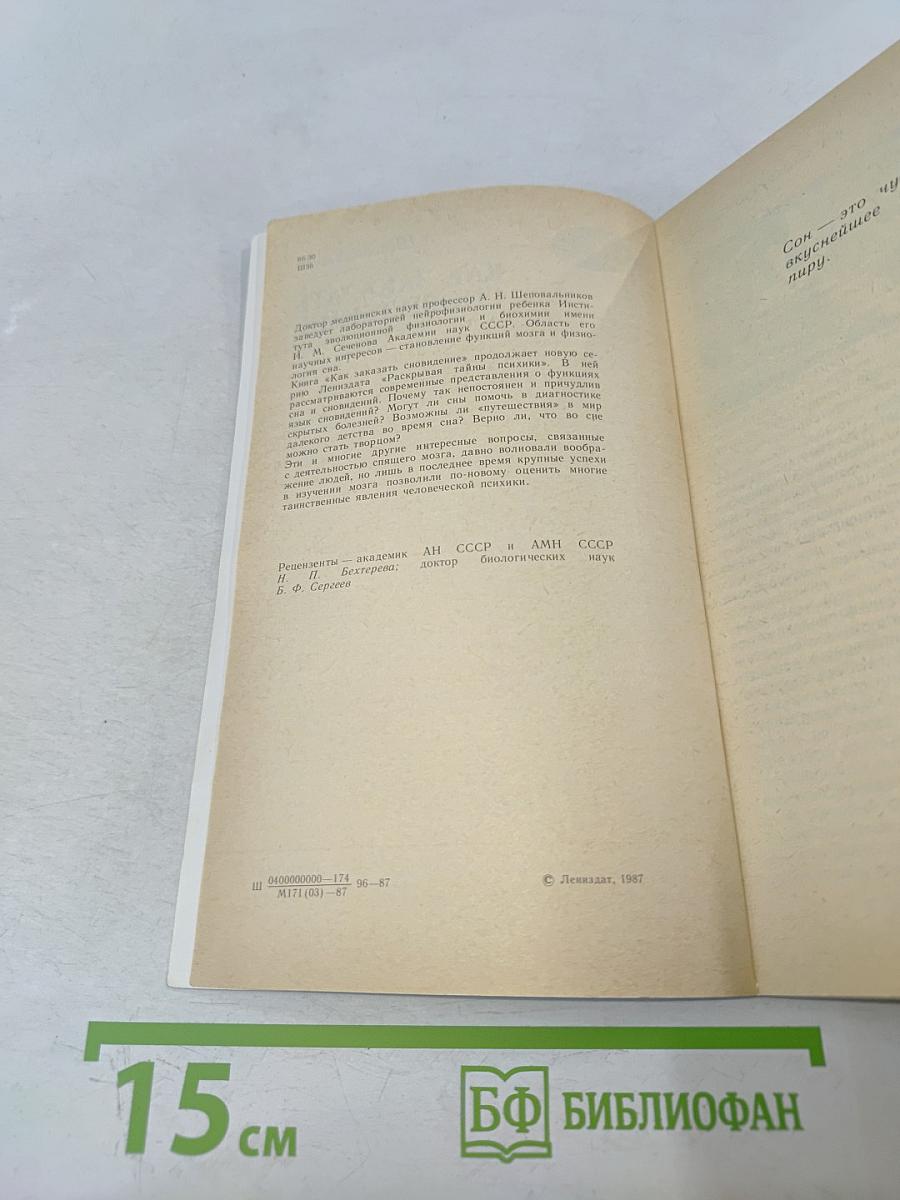 Ш56
Доктор медицинских наук профессор А. Н. Шеповальников
заведует лабораторией нейрофизиологии ребенка Инсти-
тута эволюционной физиологии и биохимии имени
И. М. Сеченова Академии наук СССР. Область его
научных интересов — становление функций мозга и физио-
логия сна.
Книга «Как заказать сновидение» продолжает новую се-
рию Лениздата «Раскрывая тайны психики». В ней
рассматриваются современные представления о функциях
сна и сновидений. Почему так непостоянен и причудлив
язык сновидений? Могут ли сны помочь в диагностике
скрытых болезней? Возможны ли «путешествия» в мир
далекого детства во время сна? Верно ли, что во сне
можно стать творцом?
Эти и многие другие интересные вопросы, связанные
с деятельностью спящего мозга, давно волновали вообра-
жение людей, но лишь в последнее время крупные успехи
в изучении мозга позволили по-новому оценить многие
таинственные явления человеческой психики.
Рецензенты — академик АН СССР и АМН СССР
Н. П. Бехтерева; доктор биологических наук
Б. Ф. Сергеев
Ш 0400000000—174 96—87
М171(03)—87
© Лениздат, 1987
Сон — это чу
вкуснейшее
пиру.
15 см
БФ БИБЛИОФАН